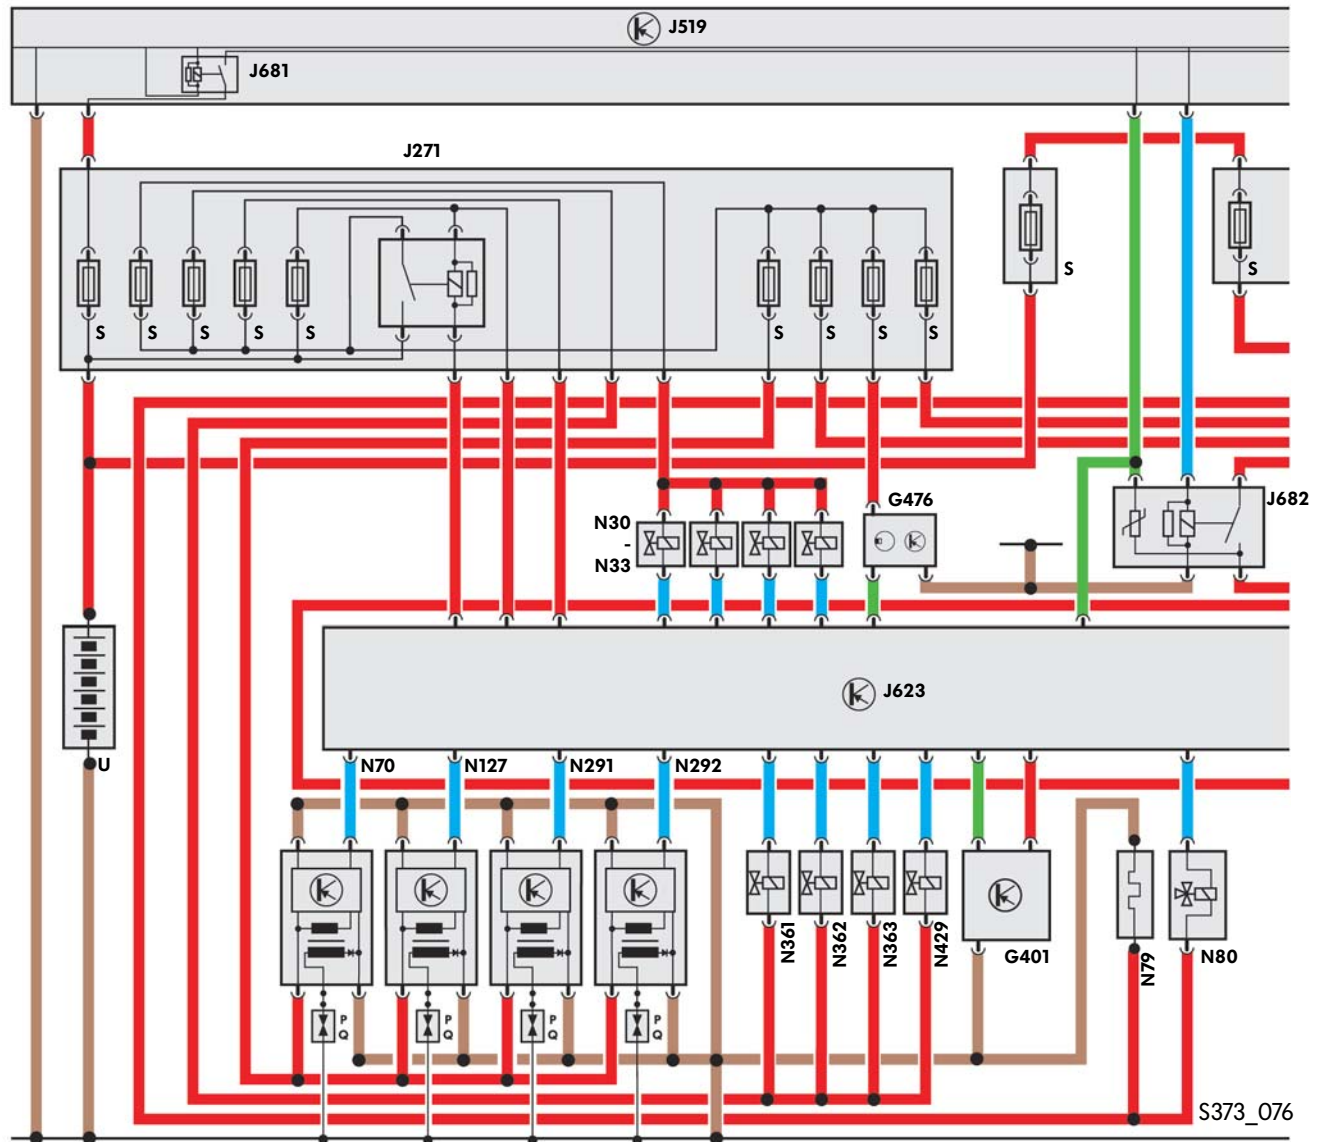 J519
J681
J271
S
S
S S S S S S S S S
G476
N30
-
N33
J682
J623
U
N70 N127 N291 N292
P
Q
P
Q
P
Q
P
Q
N361 N362 N363 N429
G401
N79
N80
S373_076